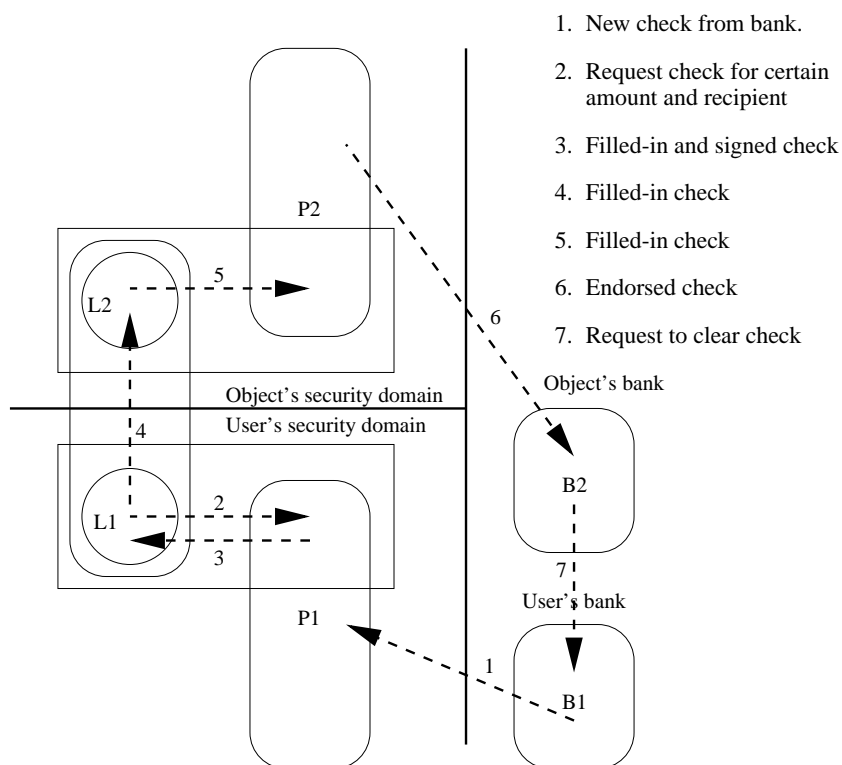 1. New check from bank.
2. Request check for certain
amount and recipient
3. Filled-in and signed check
4. Filled-in check
5. Filled-in check
6. Endorsed check
7. Request to clear check
P2
5
L2
6
Object's bank
Object's security domain
User's security domain
4
B2
2
L1
3
7
User's bank
P1
1
B1